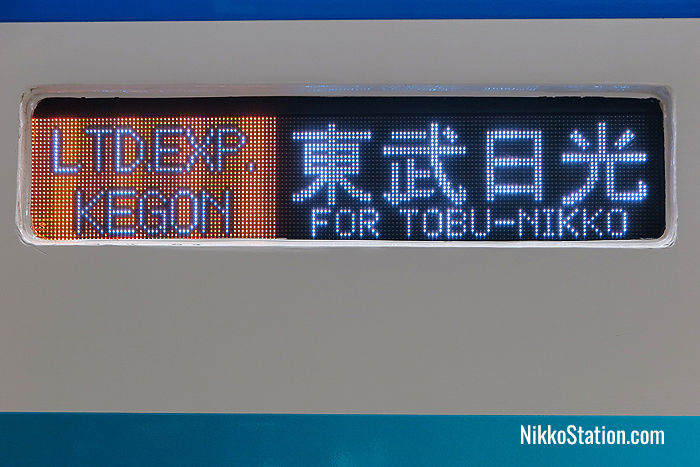 LTD.EXP.
KEGON
東武日光
FOR TOBU-NIKKO
NikkoStation.com